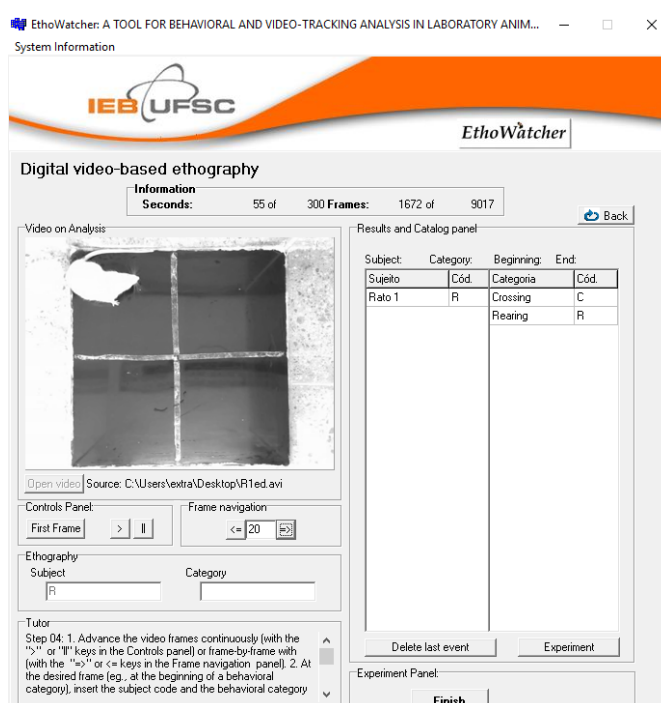 EthoWatcher: A TOOL FOR BEHAVIORAL AND VIDEO-TRACKING ANALYSIS IN LABORATORY ANIM...
System Information
IEB UFSC
EthoWatcher
Digital video-based ethography
Information
Seconds: 55 of 300 Frames: 1672 of 9017
Back
Video on Analysis
Results and Catalog panel
Subject: Category: Beginning: End:
Sujeito Cód. Categoria Cód.
Rato 1 R Crossing C
Rearing R
Open video Source: C:\Users\extra\Desktop\R1ed.avi
Controls Panel: Frame navigation
First Frame > || <= 20 =>
Ethography
Subject Category
R
Tutor
Step 04: 1. Advance the video frames continuously (with the
">" or "||" keys in the Controls panel) or frame-by-frame with
(with the "=>" or <= keys in the Frame navigation panel). 2. At
the desired frame (eg., at the beginning of a behavioral
category), insert the subject code and the behavioral category
Delete last event Experiment
Experiment Panel:
Finish